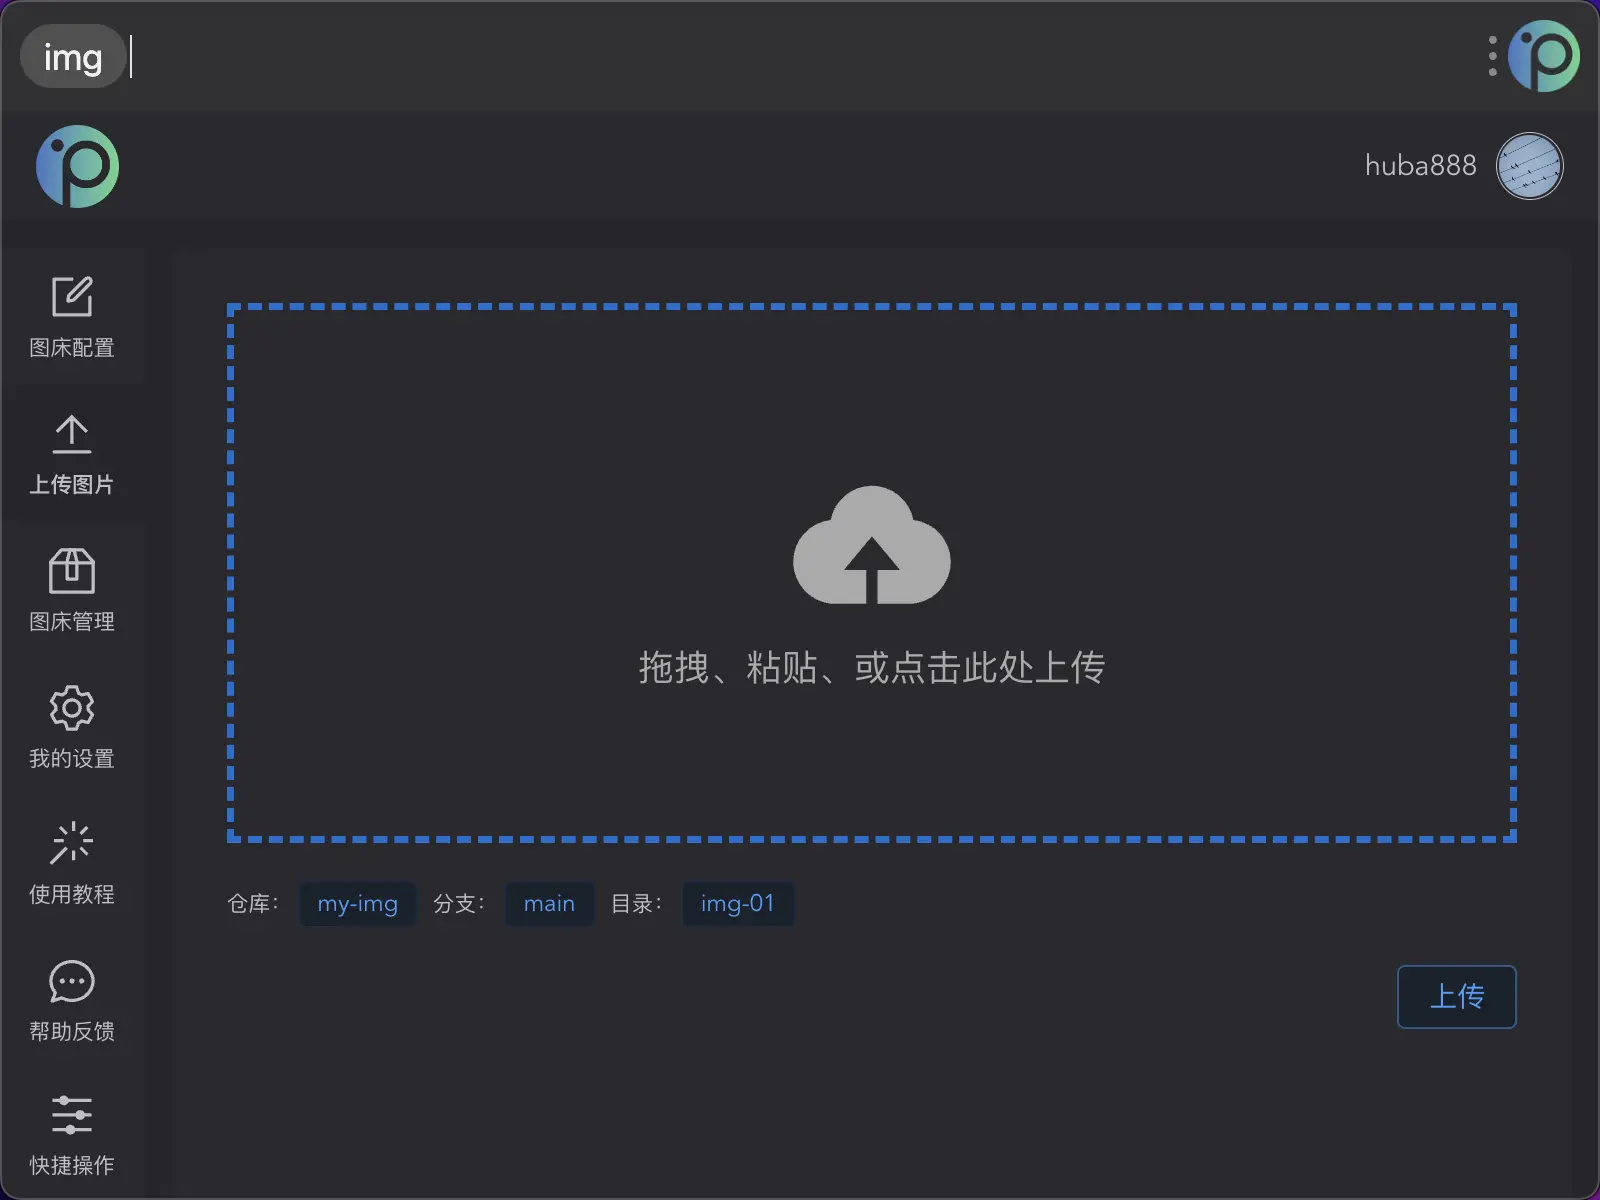 img
huba888
图床配置
上传图片
图床管理
我的设置
使用教程
帮助反馈
快捷操作
拖拽、粘贴、或点击此处上传
仓库： my-img 分支： main 目录： img-01
上传